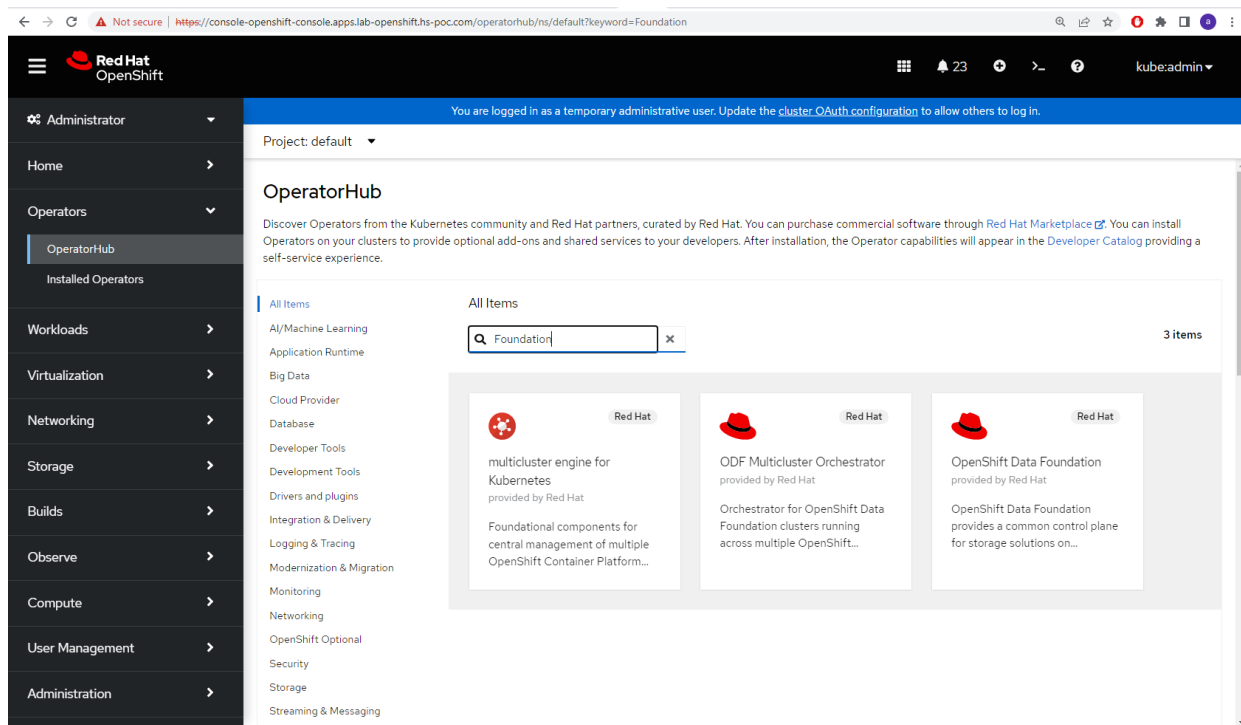 Not secure | https://console-openshift-console.apps.lab-openshift.hs-poc.com/operatorhub/ns/default?keyword=Foundation
a
Red Hat
OpenShift
23
kube:admin
Administrator
Home
Operators
OperatorHub
Installed Operators
Workloads
Virtualization
Networking
Storage
Builds
Observe
Compute
User Management
Administration
You are logged in as a temporary administrative user. Update the cluster OAuth configuration to allow others to log in.
Project: default
OperatorHub
Discover Operators from the Kubernetes community and Red Hat partners, curated by Red Hat. You can purchase commercial software through Red Hat Marketplace. You can install
Operators on your clusters to provide optional add-ons and shared services to your developers. After installation, the Operator capabilities will appear in the Developer Catalog providing a
self-service experience.
All Items
AI/Machine Learning
Application Runtime
Big Data
Cloud Provider
Database
Developer Tools
Development Tools
Drivers and plugins
Integration & Delivery
Logging & Tracing
Modernization & Migration
Monitoring
Networking
OpenShift Optional
Security
Storage
Streaming & Messaging
All Items
Foundation
3 items
Red Hat
multicluster engine for
Kubernetes
provided by Red Hat
Foundational components for
central management of multiple
OpenShift Container Platform...
Red Hat
ODF Multicluster Orchestrator
provided by Red Hat
Orchestrator for OpenShift Data
Foundation clusters running
across multiple OpenShift...
Red Hat
OpenShift Data Foundation
provided by Red Hat
OpenShift Data Foundation
provides a common control plane
for storage solutions on...